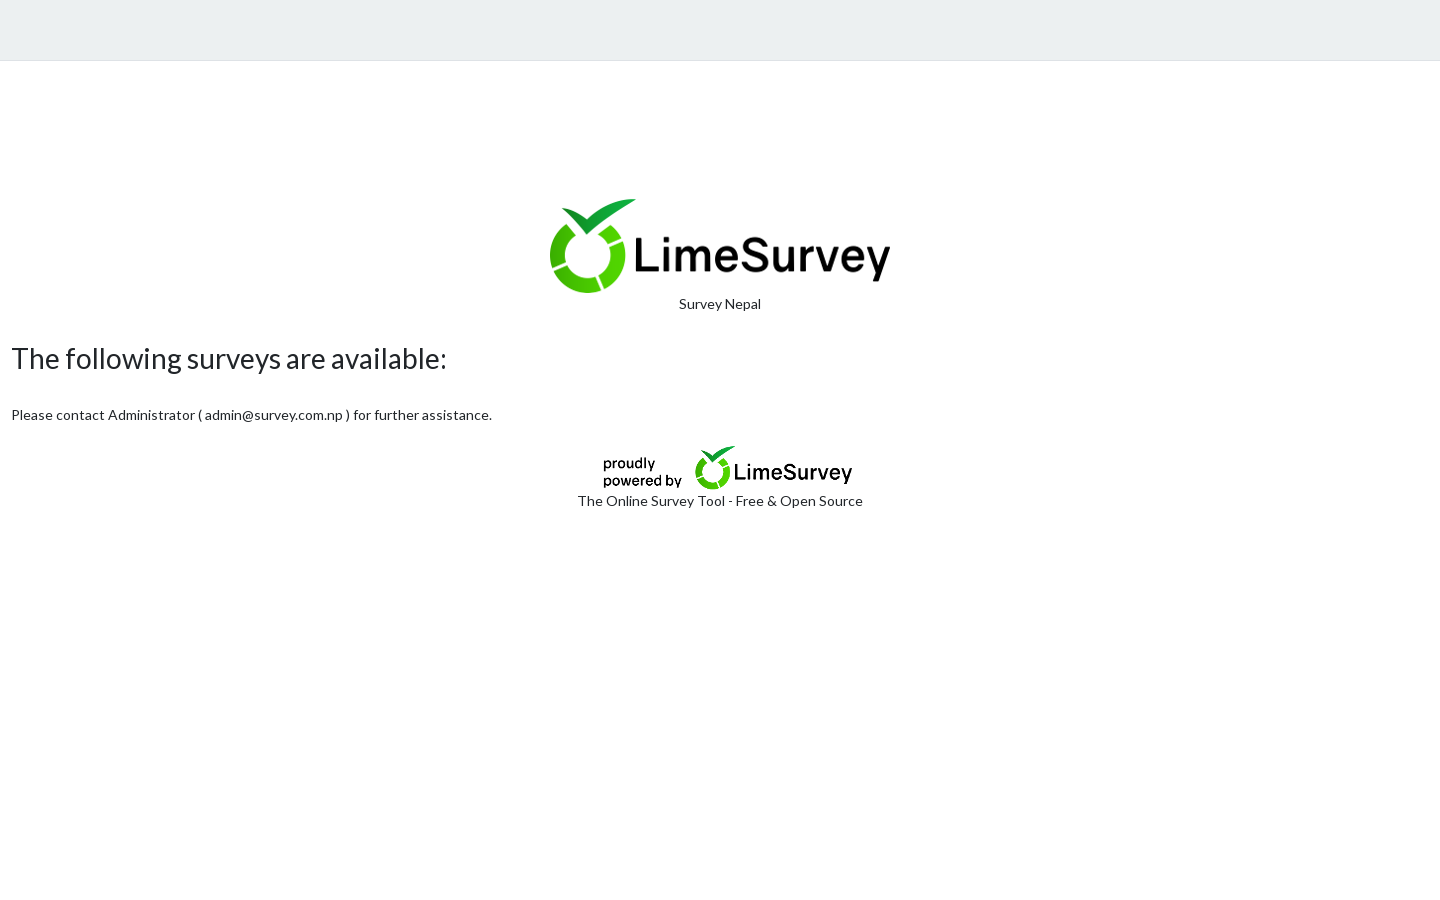 LimeSurvey
Survey Nepal
The following surveys are available:
Please contact Administrator ( admin@survey.com.np ) for further assistance.
proudly
powered by
LimeSurvey
The Online Survey Tool - Free & Open Source